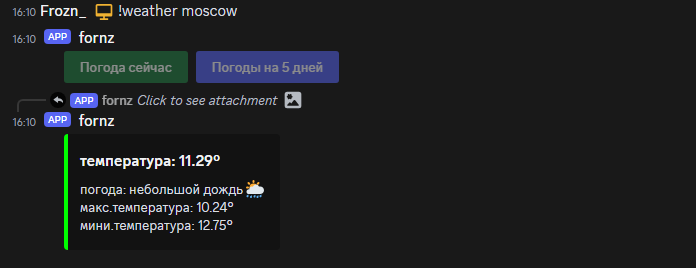 16:10 Frozn_ !weather moscow
16:10 APP fornz
Погода сейчас Погоды на 5 дней
APP fornz Click to see attachment
16:10 APP fornz
температура: 11.29°
погода: небольшой дождь
макс.температура: 10.24°
мини.температура: 12.75°